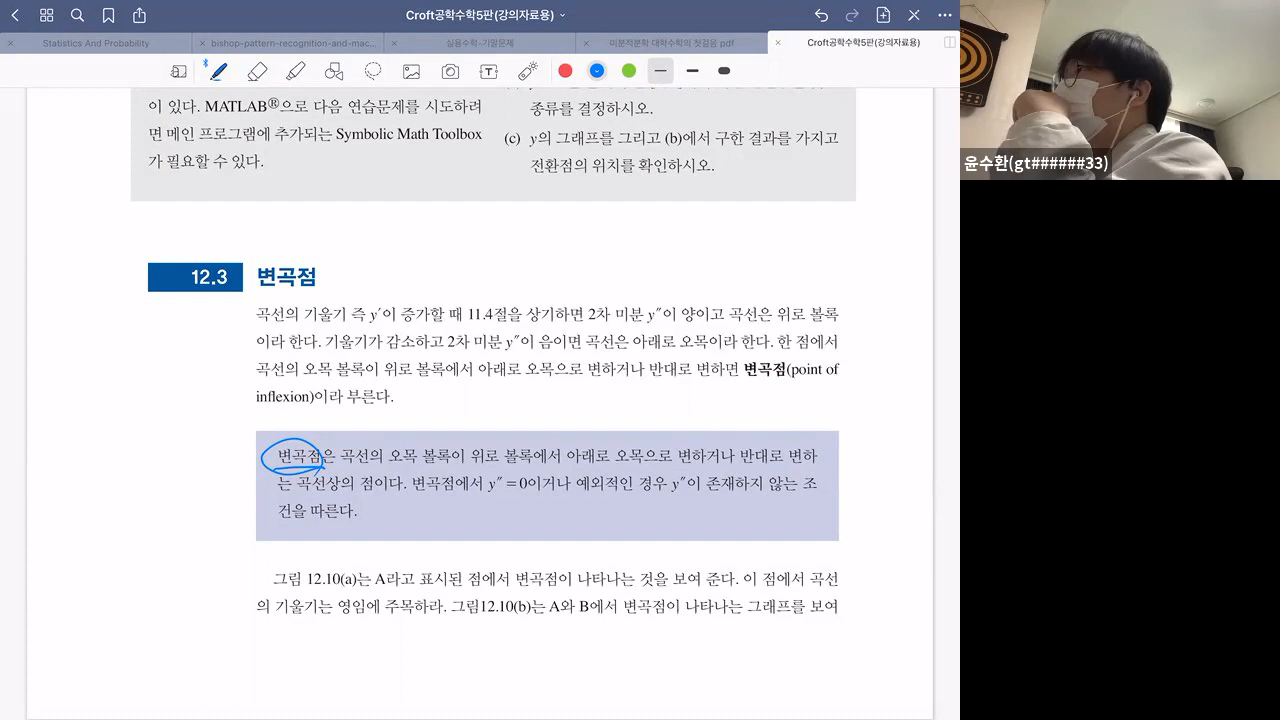 Croft공학수학5판(강의자료용)
Statistics And Probability
bishop-pattern-recognition-and-mac...
실용수학-기말문제
미분적분학 대학수학의 첫걸음.pdf
Croft공학수학5판(강의자료용)
이 있다. MATLAB®으로 다음 연습문제를 시도하려
면 메인 프로그램에 추가되는 Symbolic Math Toolbox
가 필요할 수 있다.
종류를 결정하시오.
(c) y의 그래프를 그리고 (b)에서 구한 결과를 가지고
전환점의 위치를 확인하시오.
12.3 변곡점
곡선의 기울기 즉 y′이 증가할 때 11.4절을 상기하면 2차 미분 y″이 양이고 곡선은 위로 볼록
이라 한다. 기울기가 감소하고 2차 미분 y″이 음이면 곡선은 아래로 오목이라 한다. 한 점에서
곡선의 오목 볼록이 위로 볼록에서 아래로 오목으로 변하거나 반대로 변하면 변곡점(point of
inflexion)이라 부른다.
변곡점은 곡선의 오목 볼록이 위로 볼록에서 아래로 오목으로 변하거나 반대로 변하
는 곡선상의 점이다. 변곡점에서 y″=0이거나 예외적인 경우 y″이 존재하지 않는 조
건을 따른다.
그림 12.10(a)는 A라고 표시된 점에서 변곡점이 나타나는 것을 보여 준다. 이 점에서 곡선
의 기울기는 영임에 주목하라. 그림12.10(b)는 A와 B에서 변곡점이 나타나는 그래프를 보여
윤수환(gt######33)